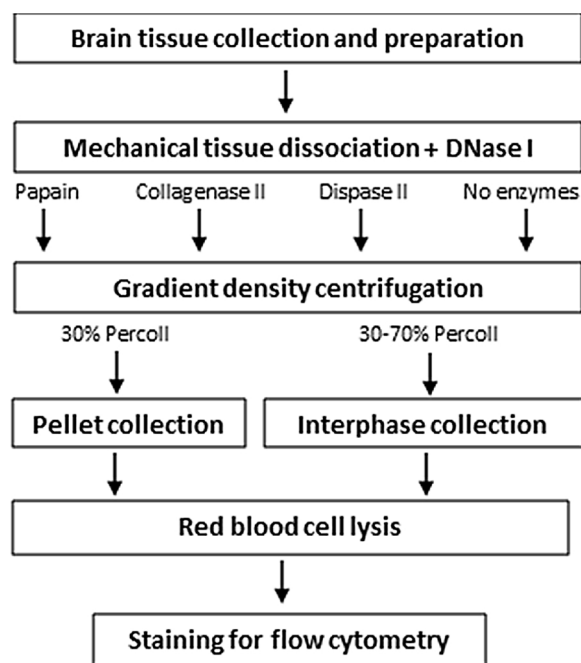 Brain tissue collection and preparation
Mechanical tissue dissociation + DNase I
Papain Collagenase II Dispase II No enzymes
Gradient density centrifugation
30% Percoll 30-70% Percoll
Pellet collection Interphase collection
Red blood cell lysis
Staining for flow cytometry